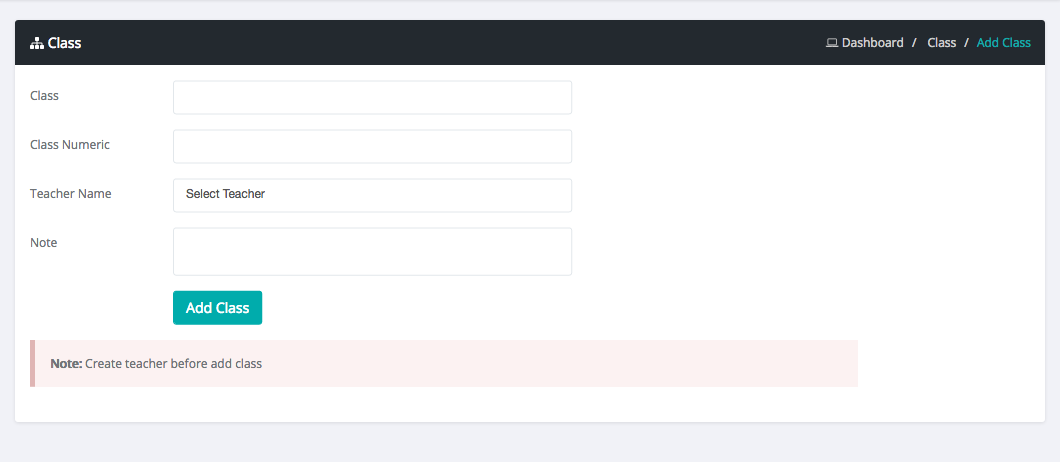 Class
Dashboard / Class / Add Class
Class
Class Numeric
Teacher Name
Select Teacher
Note
Add Class
Note: Create teacher before add class